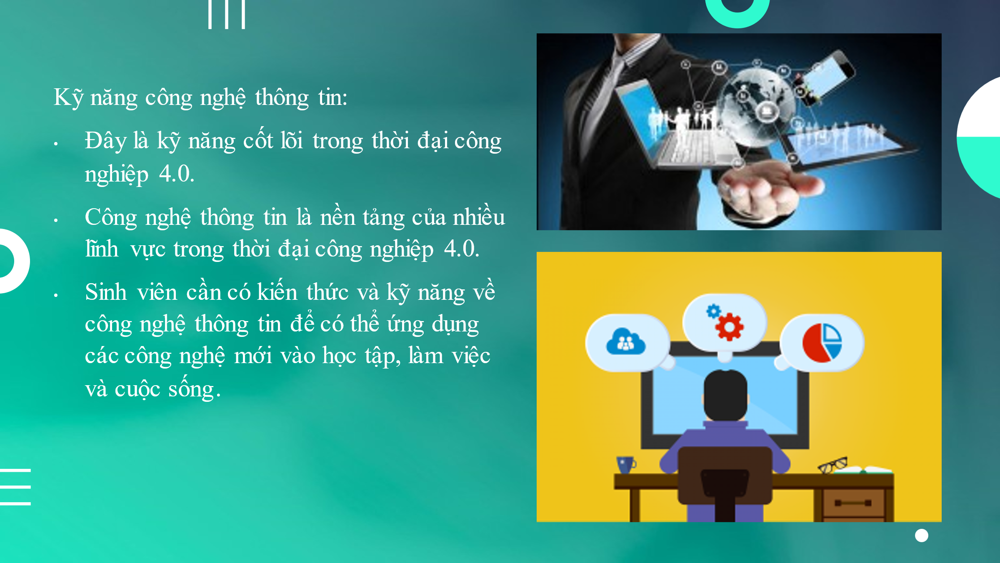 Kỹ năng công nghệ thông tin:
• Đây là kỹ năng cốt lõi trong thời đại công
nghiệp 4.0.
• Công nghệ thông tin là nền tảng của nhiều
lĩnh vực trong thời đại công nghiệp 4.0.
• Sinh viên cần có kiến thức và kỹ năng về
công nghệ thông tin để có thể ứng dụng
các công nghệ mới vào học tập, làm việc
và cuộc sống.